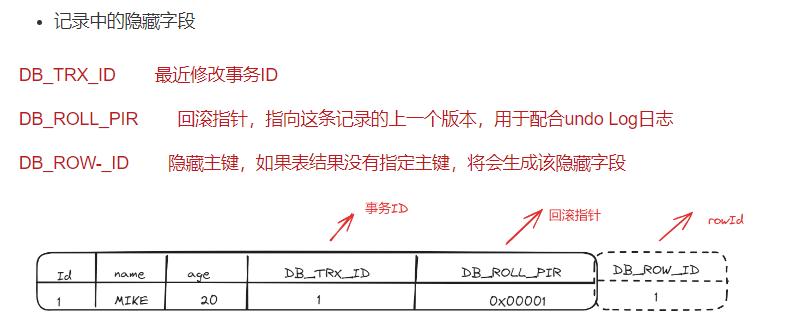 记录中的隐藏字段
DB_TRX_ID 最近修改事务ID
DB_ROLL_PIR 回滚指针，指向这条记录的上一个版本，用于配合undo Log日志
DB_ROW-_ID 隐藏主键，如果表结果没有指定主键，将会生成该隐藏字段
事务ID 回滚指针 rowId
Id name age DB_TRX_ID DB_ROLL_PIR DB_ROW_ID
1 MIKE 20 1 0x00001 1